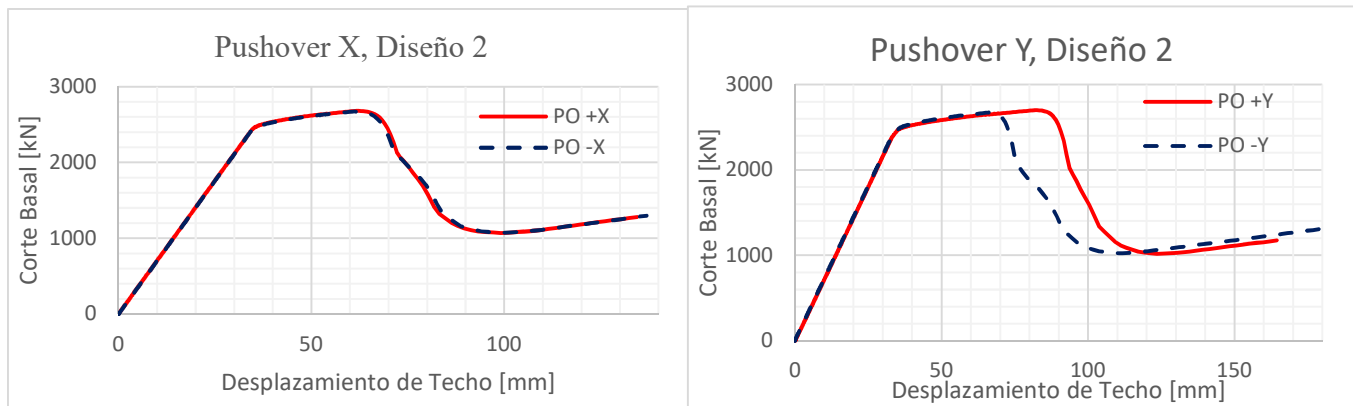 Pushover X, Diseño 2
3000
2000
1000
0
0
50
100
Corte Basal [kN]
Desplazamiento de Techo [mm]
PO +X
PO -X
Pushover Y, Diseño 2
3000
2000
1000
0
0
50
100
150
Corte Basal [kN]
Desplazamiento de Techo [mm]
PO +Y
PO -Y